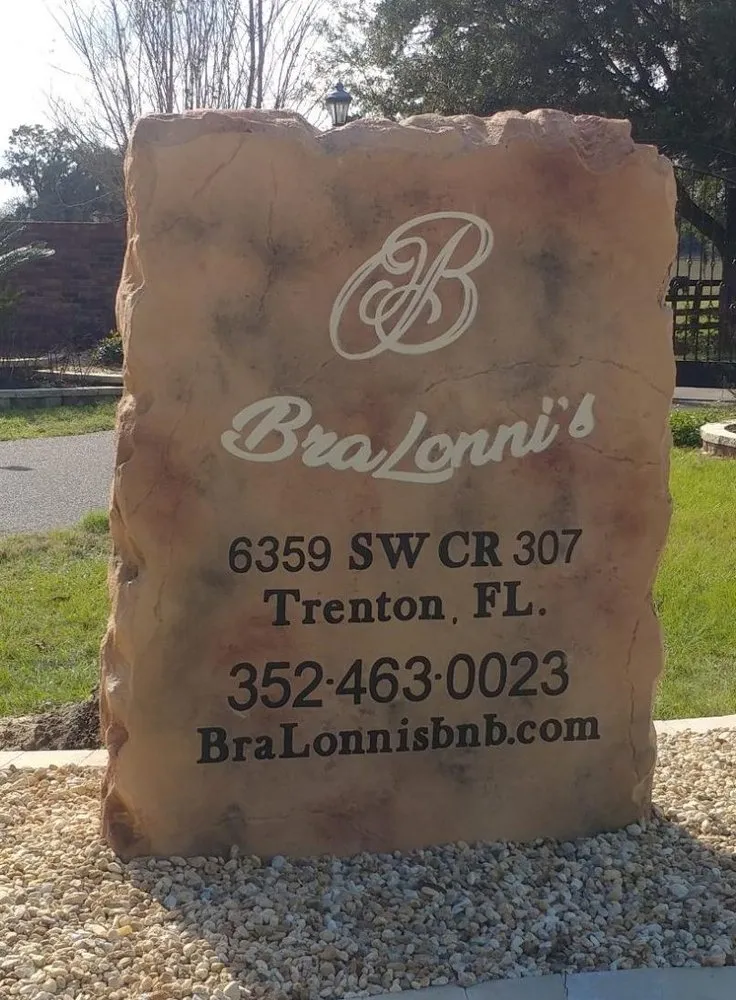 B
BraLonni's
6359 SW CR 307
Trenton, FL.
352·463·0023
BraLonnisbnb.com